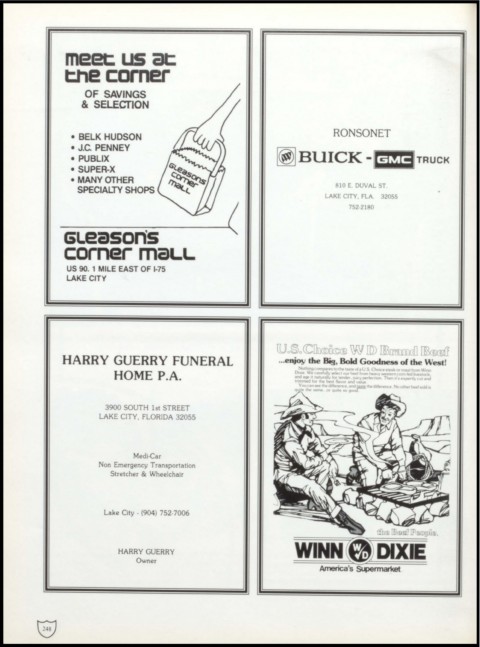 meet us at
the corner
OF SAVINGS
& SELECTION
• BELK HUDSON
• J.C. PENNEY
• PUBLIX
• SUPER-X
• MANY OTHER
SPECIALTY SHOPS
Gleason's
corner
mall
Gleason's
corner mall
US 90, 1 MILE EAST OF I-75
LAKE CITY
RONSONET
BUICK - GMC TRUCK
810 E. DUVAL ST.
LAKE CITY, FLA. 32055
752-2180
HARRY GUERRY FUNERAL
HOME P.A.
3900 SOUTH 1st STREET
LAKE CITY, FLORIDA 32055
Medi-Car
Non Emergency Transportation
Stretcher & Wheelchair
Lake City - (904) 752-7006
HARRY GUERRY
Owner
U.S. Choice W D Brand Beef
...enjoy the Big, Bold Goodness of the West!
the Beef People.
WINN W/D DIXIE
America's Supermarket
248